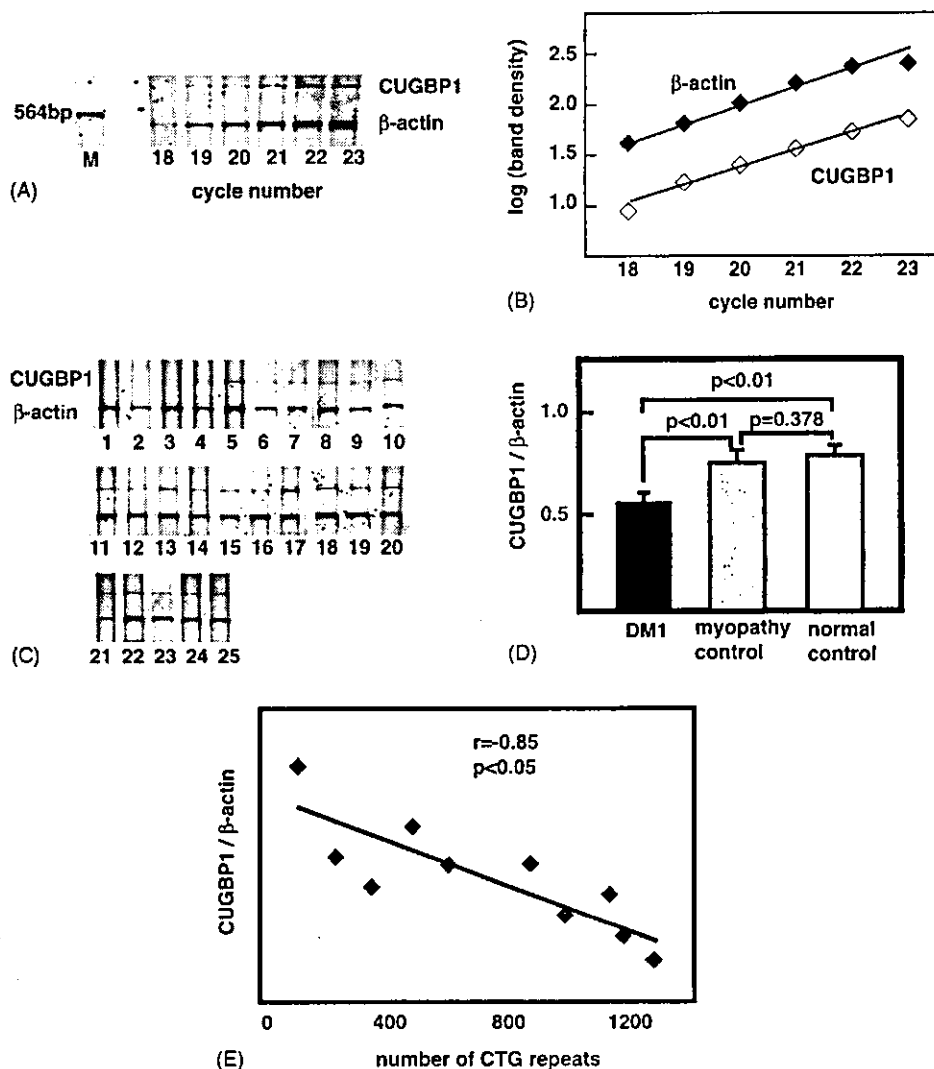 564bp
CUGBP1
β-actin
M
18 19 20 21 22 23
cycle number
(A)
log (band density)
2.5
2.0
1.5
1.0
β-actin
CUGBP1
18 19 20 21 22 23
cycle number
(B)
CUGBP1
β-actin
1 2 3 4 5 6 7 8 9 10
11 12 13 14 15 16 17 18 19 20
21 22 23 24 25
(C)
CUGBP1 / β-actin
1.0
0.5
p<0.01
p<0.01 p=0.378
DM1 myopathy control normal control
(D)
CUGBP1 / β-actin
r=-0.85
p<0.05
0 400 800 1200
number of CTG repeats
(E)